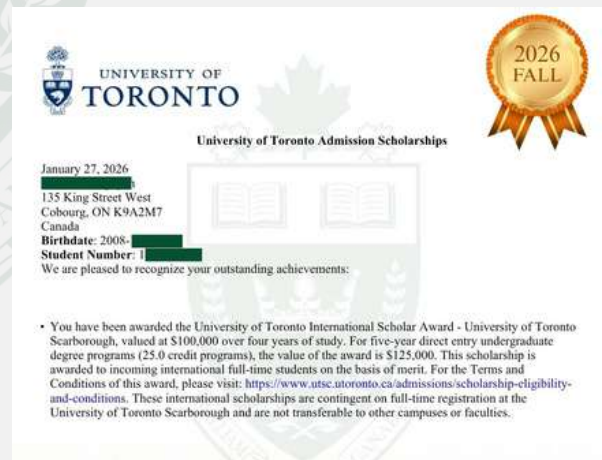 2026
FALL
UNIVERSITY OF
TORONTO
University of Toronto Admission Scholarships
January 27, 2026
135 King Street West
Cobourg, ON K9A2M7
Canada
Birthdate: 2008-
Student Number: 1
We are pleased to recognize your outstanding achievements:
• You have been awarded the University of Toronto International Scholar Award - University of Toronto
Scarborough, valued at $100,000 over four years of study. For five-year direct entry undergraduate
degree programs (25.0 credit programs), the value of the award is $125,000. This scholarship is
awarded to incoming international full-time students on the basis of merit. For the Terms and
Conditions of this award, please visit: https://www.utsc.utoronto.ca/admissions/scholarship-eligibility-
and-conditions. These international scholarships are contingent on full-time registration at the
University of Toronto Scarborough and are not transferable to other campuses or faculties.